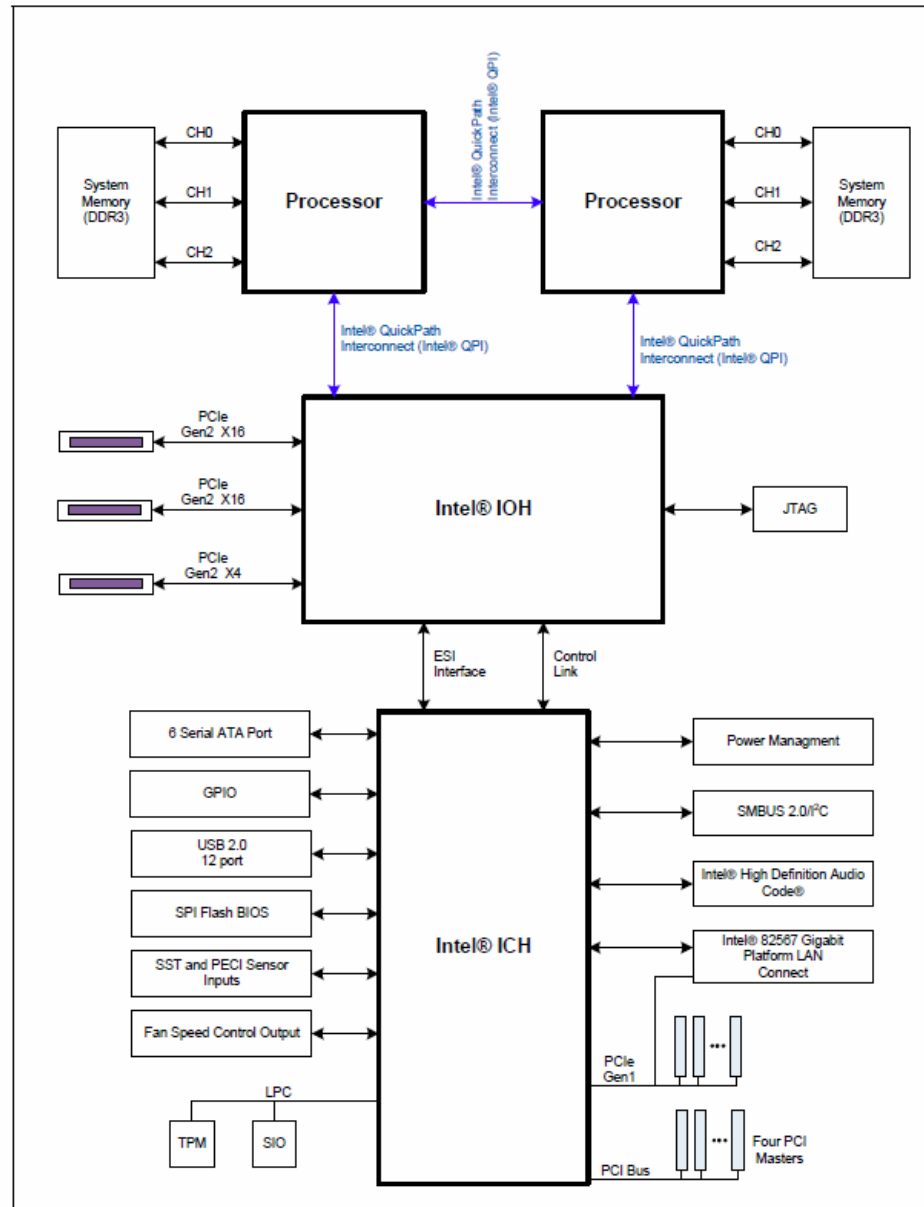 Intel® QuickPath
Interconnect (Intel® QPI)
CH0
CH1
CH2
System
Memory
(DDR3)
Processor
Processor
CH0
CH1
CH2
System
Memory
(DDR3)
Intel® QuickPath
Interconnect (Intel® QPI)
Intel® QuickPath
Interconnect (Intel® QPI)
PCIe
Gen2 X16
PCIe
Gen2 X16
PCIe
Gen2 X4
Intel® IOH
JTAG
ESI
Interface
Control
Link
6 Serial ATA Port
GPIO
USB 2.0
12 port
SPI Flash BIOS
SST and PECI Sensor
Inputs
Fan Speed Control Output
LPC
TPM
SIO
Intel® ICH
Power Managment
SMBUS 2.0/I²C
Intel® High Definition Audio
Code®
Intel® 82567 Gigabit
Platform LAN
Connect
PCIe
Gen1
PCI Bus
Four PCI
Masters